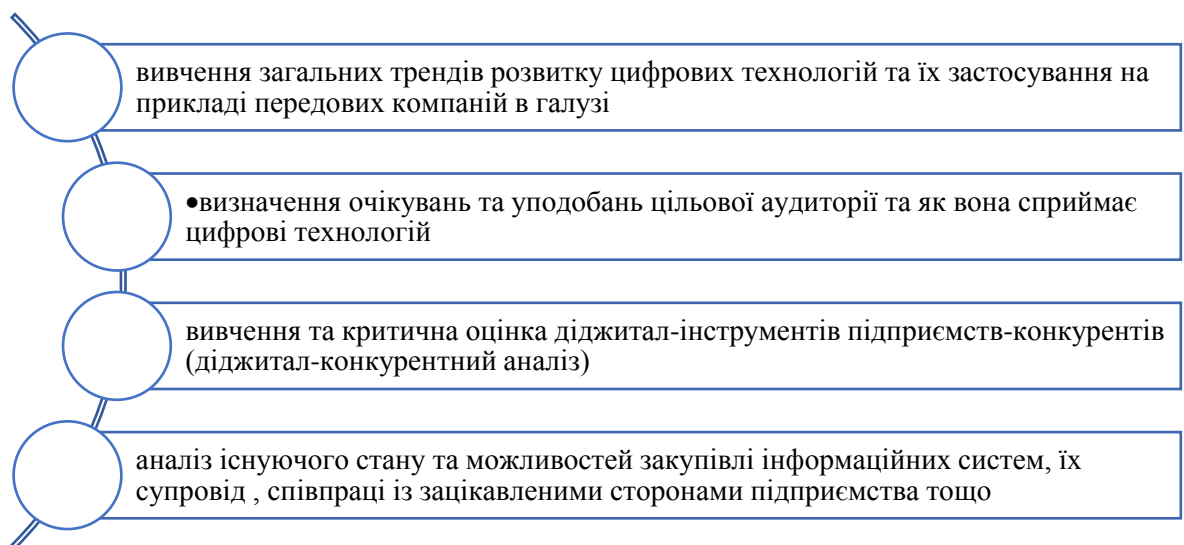 вивчення загальних трендів розвитку цифрових технологій та їх застосування на
прикладі передових компаній в галузі
•визначення очікувань та уподобань цільової аудиторії та як вона сприймає
цифрові технологій
вивчення та критична оцінка діджитал-інструментів підприємств-конкурентів
(діджитал-конкурентний аналіз)
аналіз існуючого стану та можливостей закупівлі інформаційних систем, їх
супровід , співпраці із зацікавленими сторонами підприємства тощо